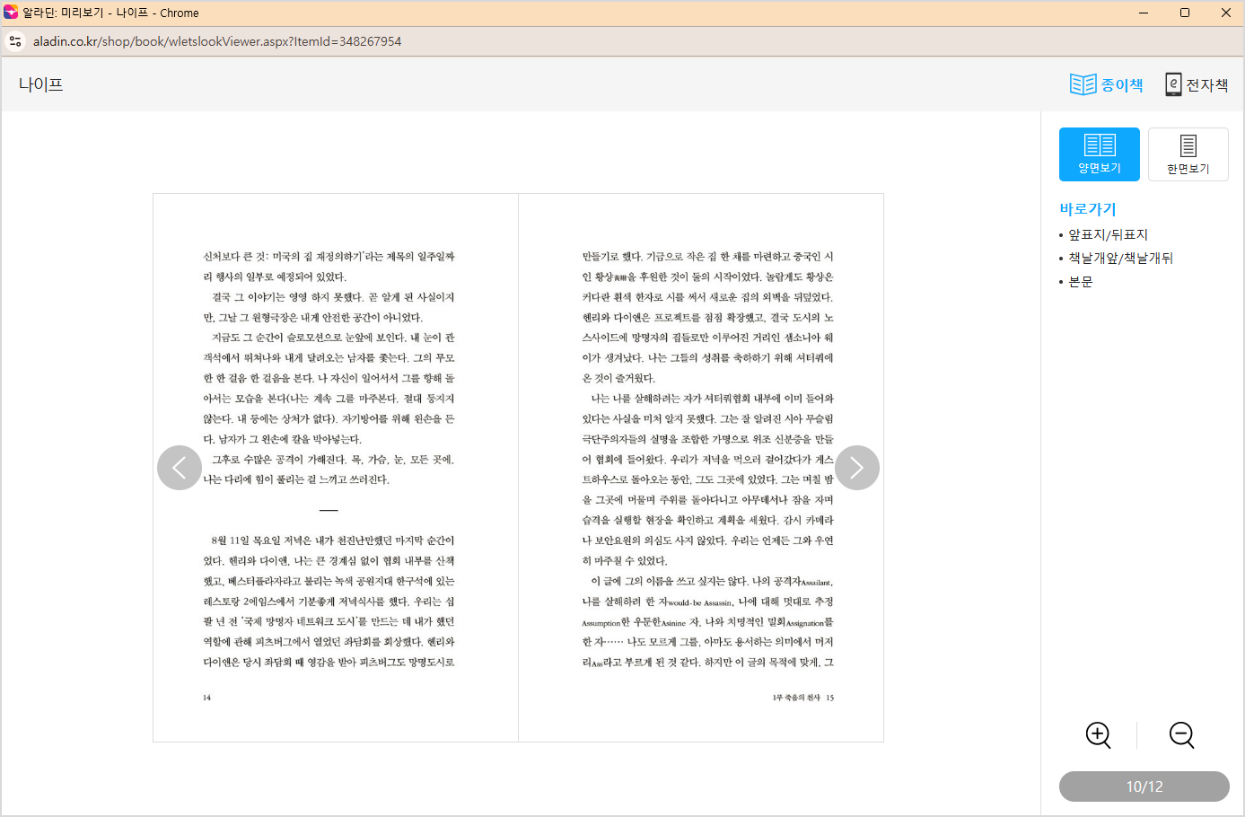 알라딘: 미리보기 - 나이프 - Chrome
aladin.co.kr/shop/book/wletslookViewer.aspx?ItemId=348267954
나이프
종이책
전자책
양면보기
한면보기
바로가기
• 앞표지/뒤표지
• 책날개앞/책날개뒤
• 본문
신처보다 큰 것: 미국의 집 재정의하기'라는 제목의 일주일짜
리 행사의 일부로 예정되어 있었다.
결국 그 이야기는 영영 하지 못했다. 곧 알게 된 사실이지
만, 그날 그 원형극장은 내게 안전한 공간이 아니었다.
지금도 그 순간이 슬로모션으로 눈앞에 보인다. 내 눈이 관
객석에서 뛰쳐나와 내게 달려오는 남자를 좇는다. 그의 무모
한 한 걸음 한 걸음을 본다. 나 자신이 일어서서 그를 향해 돌
아서는 모습을 본다(나는 계속 그를 마주본다. 절대 등지지
않는다. 내 등에는 상처가 없다). 자기방어를 위해 왼손을 든
다. 남자가 그 왼손에 칼을 박아넣는다.
그후로 수많은 공격이 가해진다. 목, 가슴, 눈, 모든 곳에.
나는 다리에 힘이 풀리는 걸 느끼고 쓰러진다.
8월 11일 목요일 저녁은 내가 천진난만했던 마지막 순간이
었다. 헨리와 다이앤, 나는 큰 경계심 없이 협회 내부를 산책
했고, 베스터플라자라고 불리는 녹색 공원지대 한구석에 있는
레스토랑 2에임스에서 기분좋게 저녁식사를 했다. 우리는 십
팔 년 전 '국제 망명자 네트워크 도시'를 만드는 데 내가 했던
역할에 관해 피츠버그에서 열었던 좌담회를 회상했다. 헨리와
다이앤은 당시 좌담회 때 영감을 받아 피츠버그도 망명도시로
14
만들기로 했다. 기금으로 작은 집 한 채를 마련하고 중국인 시
인 황상을 후원한 것이 둘의 시작이었다. 놀랍게도 황상은
커다란 흰색 한자로 시를 써서 새로운 집의 외벽을 뒤덮었다.
헨리와 다이앤은 프로젝트를 점점 확장했고, 결국 도시의 노
스사이드에 망명자의 집들로만 이루어진 거리인 샘소니아 웨
이가 생겨났다. 나는 그들의 성취를 축하하기 위해 셔터쿼에
온 것이 즐거웠다.
나는 나를 살해하려는 자가 셔터쿼협회 내부에 이미 들어와
있다는 사실을 미처 알지 못했다. 그는 잘 알려진 시아 무슬림
극단주의자들의 실명을 조합한 가명으로 위조 신분증을 만들
어 협회에 들어왔다. 우리가 저녁을 먹으러 걸어갔다가 게스
트하우스로 돌아오는 동안, 그도 그곳에 있었다. 그는 며칠 밤
을 그곳에 머물며 주위를 돌아다니고 아무데서나 잠을 자며
습격을 실행할 현장을 확인하고 계획을 세웠다. 감시 카메라
나 보안요원의 의심도 사지 않았다. 우리는 언제든 그와 우연
히 마주칠 수 있었다.
이 글에 그의 이름을 쓰고 싶지는 않다. 나의 공격자Assailant,
나를 살해하려 한 자would-be Assassin, 나에 대해 멋대로 추정
Assumption한 우둔한Asinine 자, 나와 치명적인 밀회Assignation를
한 자…… 나도 모르게 그를, 아마도 용서하는 의미에서 머저
리Ass라고 부르게 된 것 같다. 하지만 이 글의 목적에 맞게, 그
1부 죽음의 천사 15
10/12